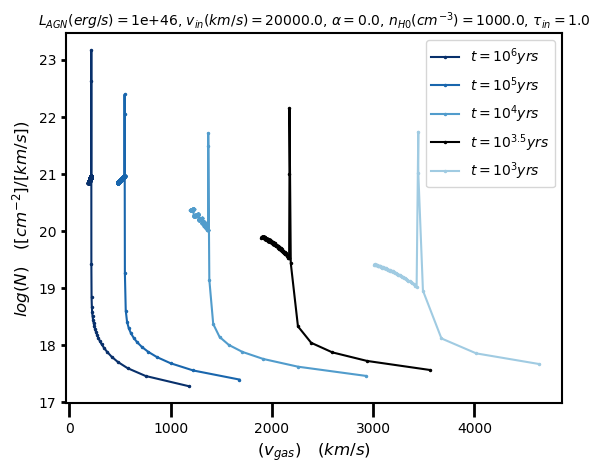 L_AGN(erg/s) = 1e+46, v_in(km/s) = 20000.0, α = 0.0, n_H0(cm^−3) = 1000.0, τ_in = 1.0
log(N) ([cm^−2]/[km/s])
23
22
21
20
19
18
17
t = 10^6 yrs
t = 10^5 yrs
t = 10^4 yrs
t = 10^3.5 yrs
t = 10^3 yrs
0 1000 2000 3000 4000
(v_gas) (km/s)